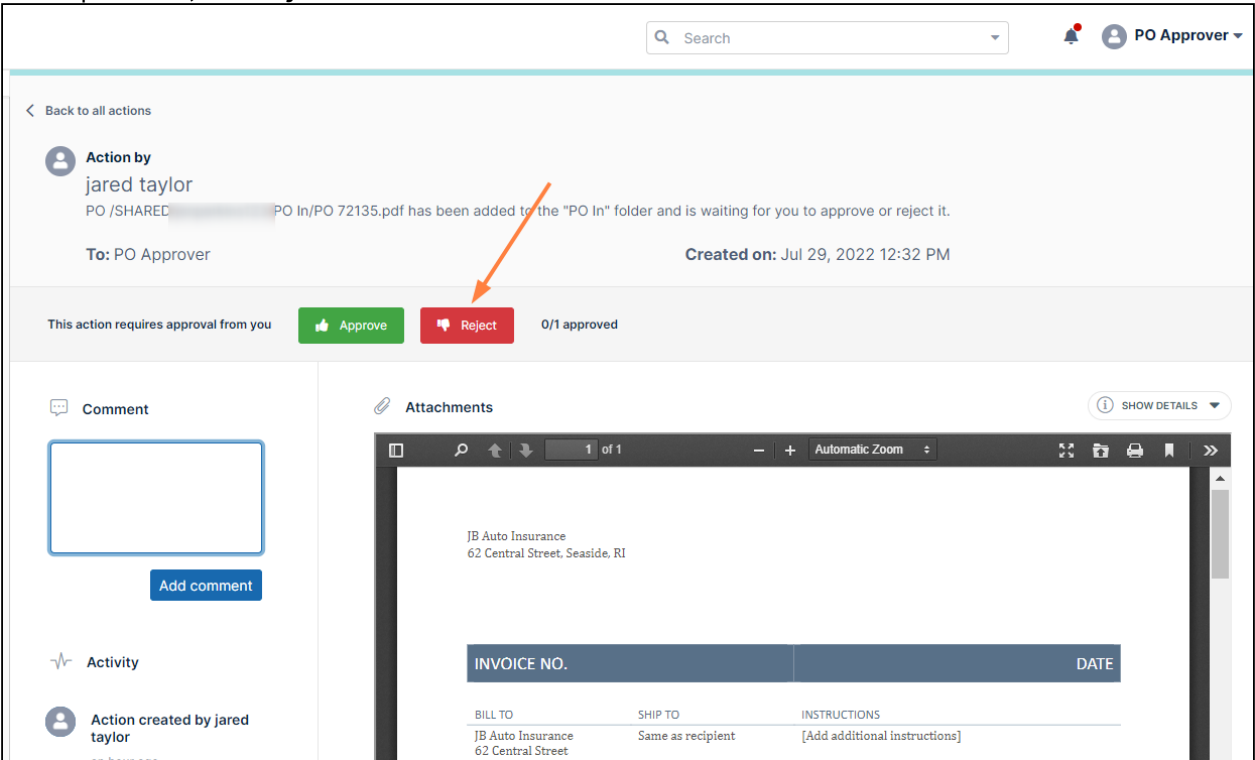 Search
PO Approver
Back to all actions
Action by
jared taylor
PO /SHARED PO In/PO 72135.pdf has been added to the "PO In" folder and is waiting for you to approve or reject it.
To: PO Approver Created on: Jul 29, 2022 12:32 PM
This action requires approval from you Approve Reject 0/1 approved
Comment
Attachments
SHOW DETAILS
1 of 1
Automatic Zoom
JB Auto Insurance
62 Central Street, Seaside, RI
Add comment
Activity
INVOICE NO. DATE
BILL TO SHIP TO INSTRUCTIONS
JB Auto Insurance Same as recipient [Add additional instructions]
62 Central Street
Action created by jared
taylor